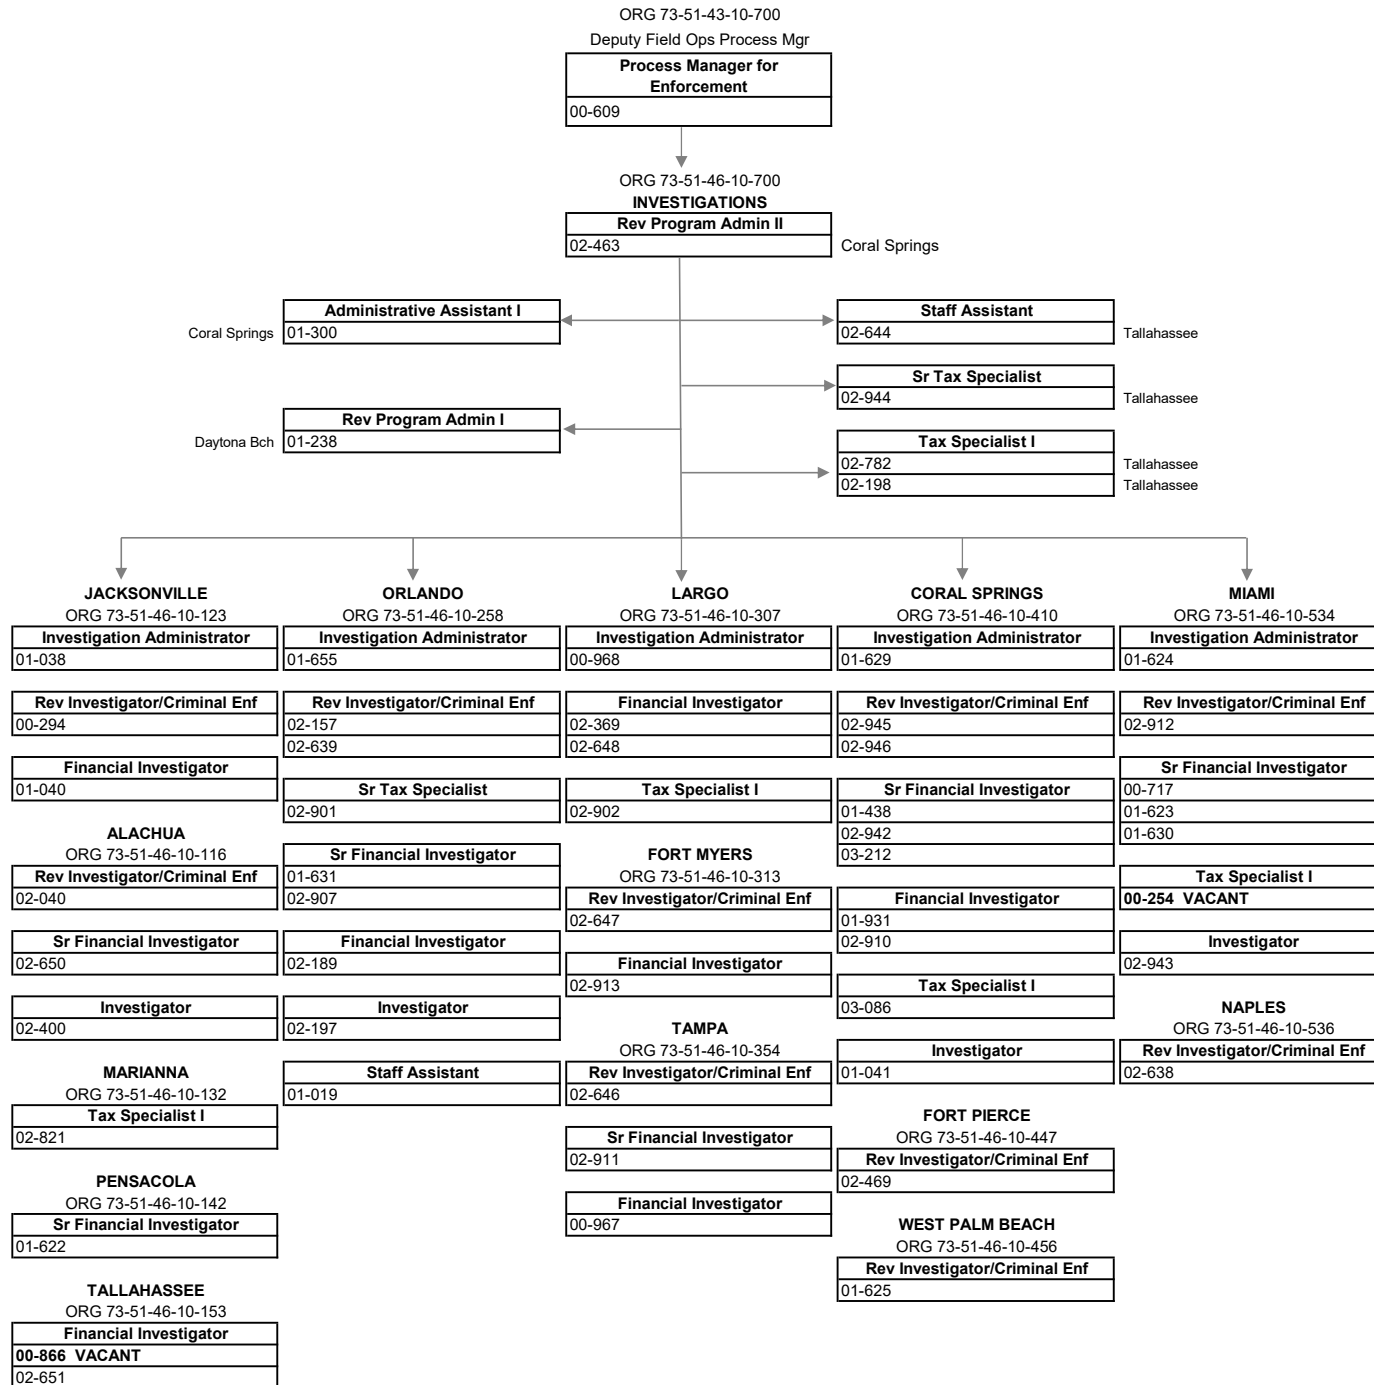 ORG 73-51-43-10-700
Deputy Field Ops Process Mgr
Process Manager for
Enforcement
00-609
ORG 73-51-46-10-700
INVESTIGATIONS
Rev Program Admin II
02-463
Coral Springs
Administrative Assistant I
Coral Springs
01-300
Staff Assistant
02-644
Tallahassee
Sr Tax Specialist
02-944
Tallahassee
Rev Program Admin I
Daytona Bch
01-238
Tax Specialist I
02-782
Tallahassee
02-198
Tallahassee
JACKSONVILLE
ORG 73-51-46-10-123
Investigation Administrator
01-038
Rev Investigator/Criminal Enf
00-294
Financial Investigator
01-040
ALACHUA
ORG 73-51-46-10-116
Rev Investigator/Criminal Enf
02-040
Sr Financial Investigator
02-650
Investigator
02-400
MARIANNA
ORG 73-51-46-10-132
Tax Specialist I
02-821
PENSACOLA
ORG 73-51-46-10-142
Sr Financial Investigator
01-622
TALLAHASSEE
ORG 73-51-46-10-153
Financial Investigator
00-866 VACANT
02-651
ORLANDO
ORG 73-51-46-10-258
Investigation Administrator
01-655
Rev Investigator/Criminal Enf
02-157
02-639
Sr Tax Specialist
02-901
Sr Financial Investigator
01-631
02-907
Financial Investigator
02-189
Investigator
02-197
Staff Assistant
01-019
LARGO
ORG 73-51-46-10-307
Investigation Administrator
00-968
Financial Investigator
02-369
02-648
Tax Specialist I
02-902
FORT MYERS
ORG 73-51-46-10-313
Rev Investigator/Criminal Enf
02-647
Financial Investigator
02-913
TAMPA
ORG 73-51-46-10-354
Rev Investigator/Criminal Enf
02-646
Sr Financial Investigator
02-911
Financial Investigator
00-967
CORAL SPRINGS
ORG 73-51-46-10-410
Investigation Administrator
01-629
Rev Investigator/Criminal Enf
02-945
02-946
Sr Financial Investigator
01-438
02-942
03-212
Financial Investigator
01-931
02-910
Tax Specialist I
03-086
Investigator
01-041
FORT PIERCE
ORG 73-51-46-10-447
Rev Investigator/Criminal Enf
02-469
WEST PALM BEACH
ORG 73-51-46-10-456
Rev Investigator/Criminal Enf
01-625
MIAMI
ORG 73-51-46-10-534
Investigation Administrator
01-624
Rev Investigator/Criminal Enf
02-912
Sr Financial Investigator
00-717
01-623
01-630
Tax Specialist I
00-254 VACANT
Investigator
02-943
NAPLES
ORG 73-51-46-10-536
Rev Investigator/Criminal Enf
02-638